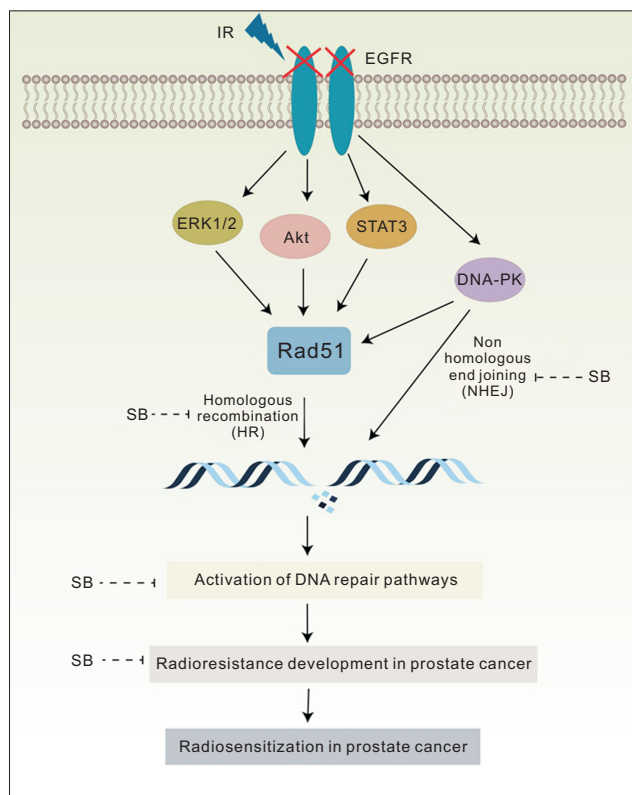 IR
EGFR
ERK1/2
Akt
STAT3
DNA-PK
Rad51
Non
homologous
end joining
(NHEJ)
SB
SB
Homologous
recombination
(HR)
SB
Activation of DNA repair pathways
SB
Radioresistance development in prostate cancer
Radiosensitization in prostate cancer